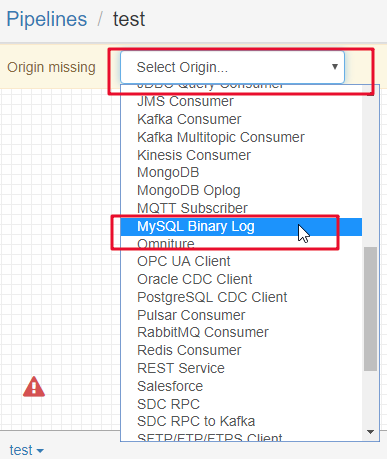 Pipelines / test
Origin missing
Select Origin...
JDBC Query Consumer
JMS Consumer
Kafka Consumer
Kafka Multitopic Consumer
Kinesis Consumer
MongoDB
MongoDB Oplog
MQTT Subscriber
MySQL Binary Log
Omniture
OPC UA Client
Oracle CDC Client
PostgreSQL CDC Client
Pulsar Consumer
RabbitMQ Consumer
Redis Consumer
REST Service
Salesforce
SDC RPC
SDC RPC to Kafka
SFTP/FTP/FTPS Client
test